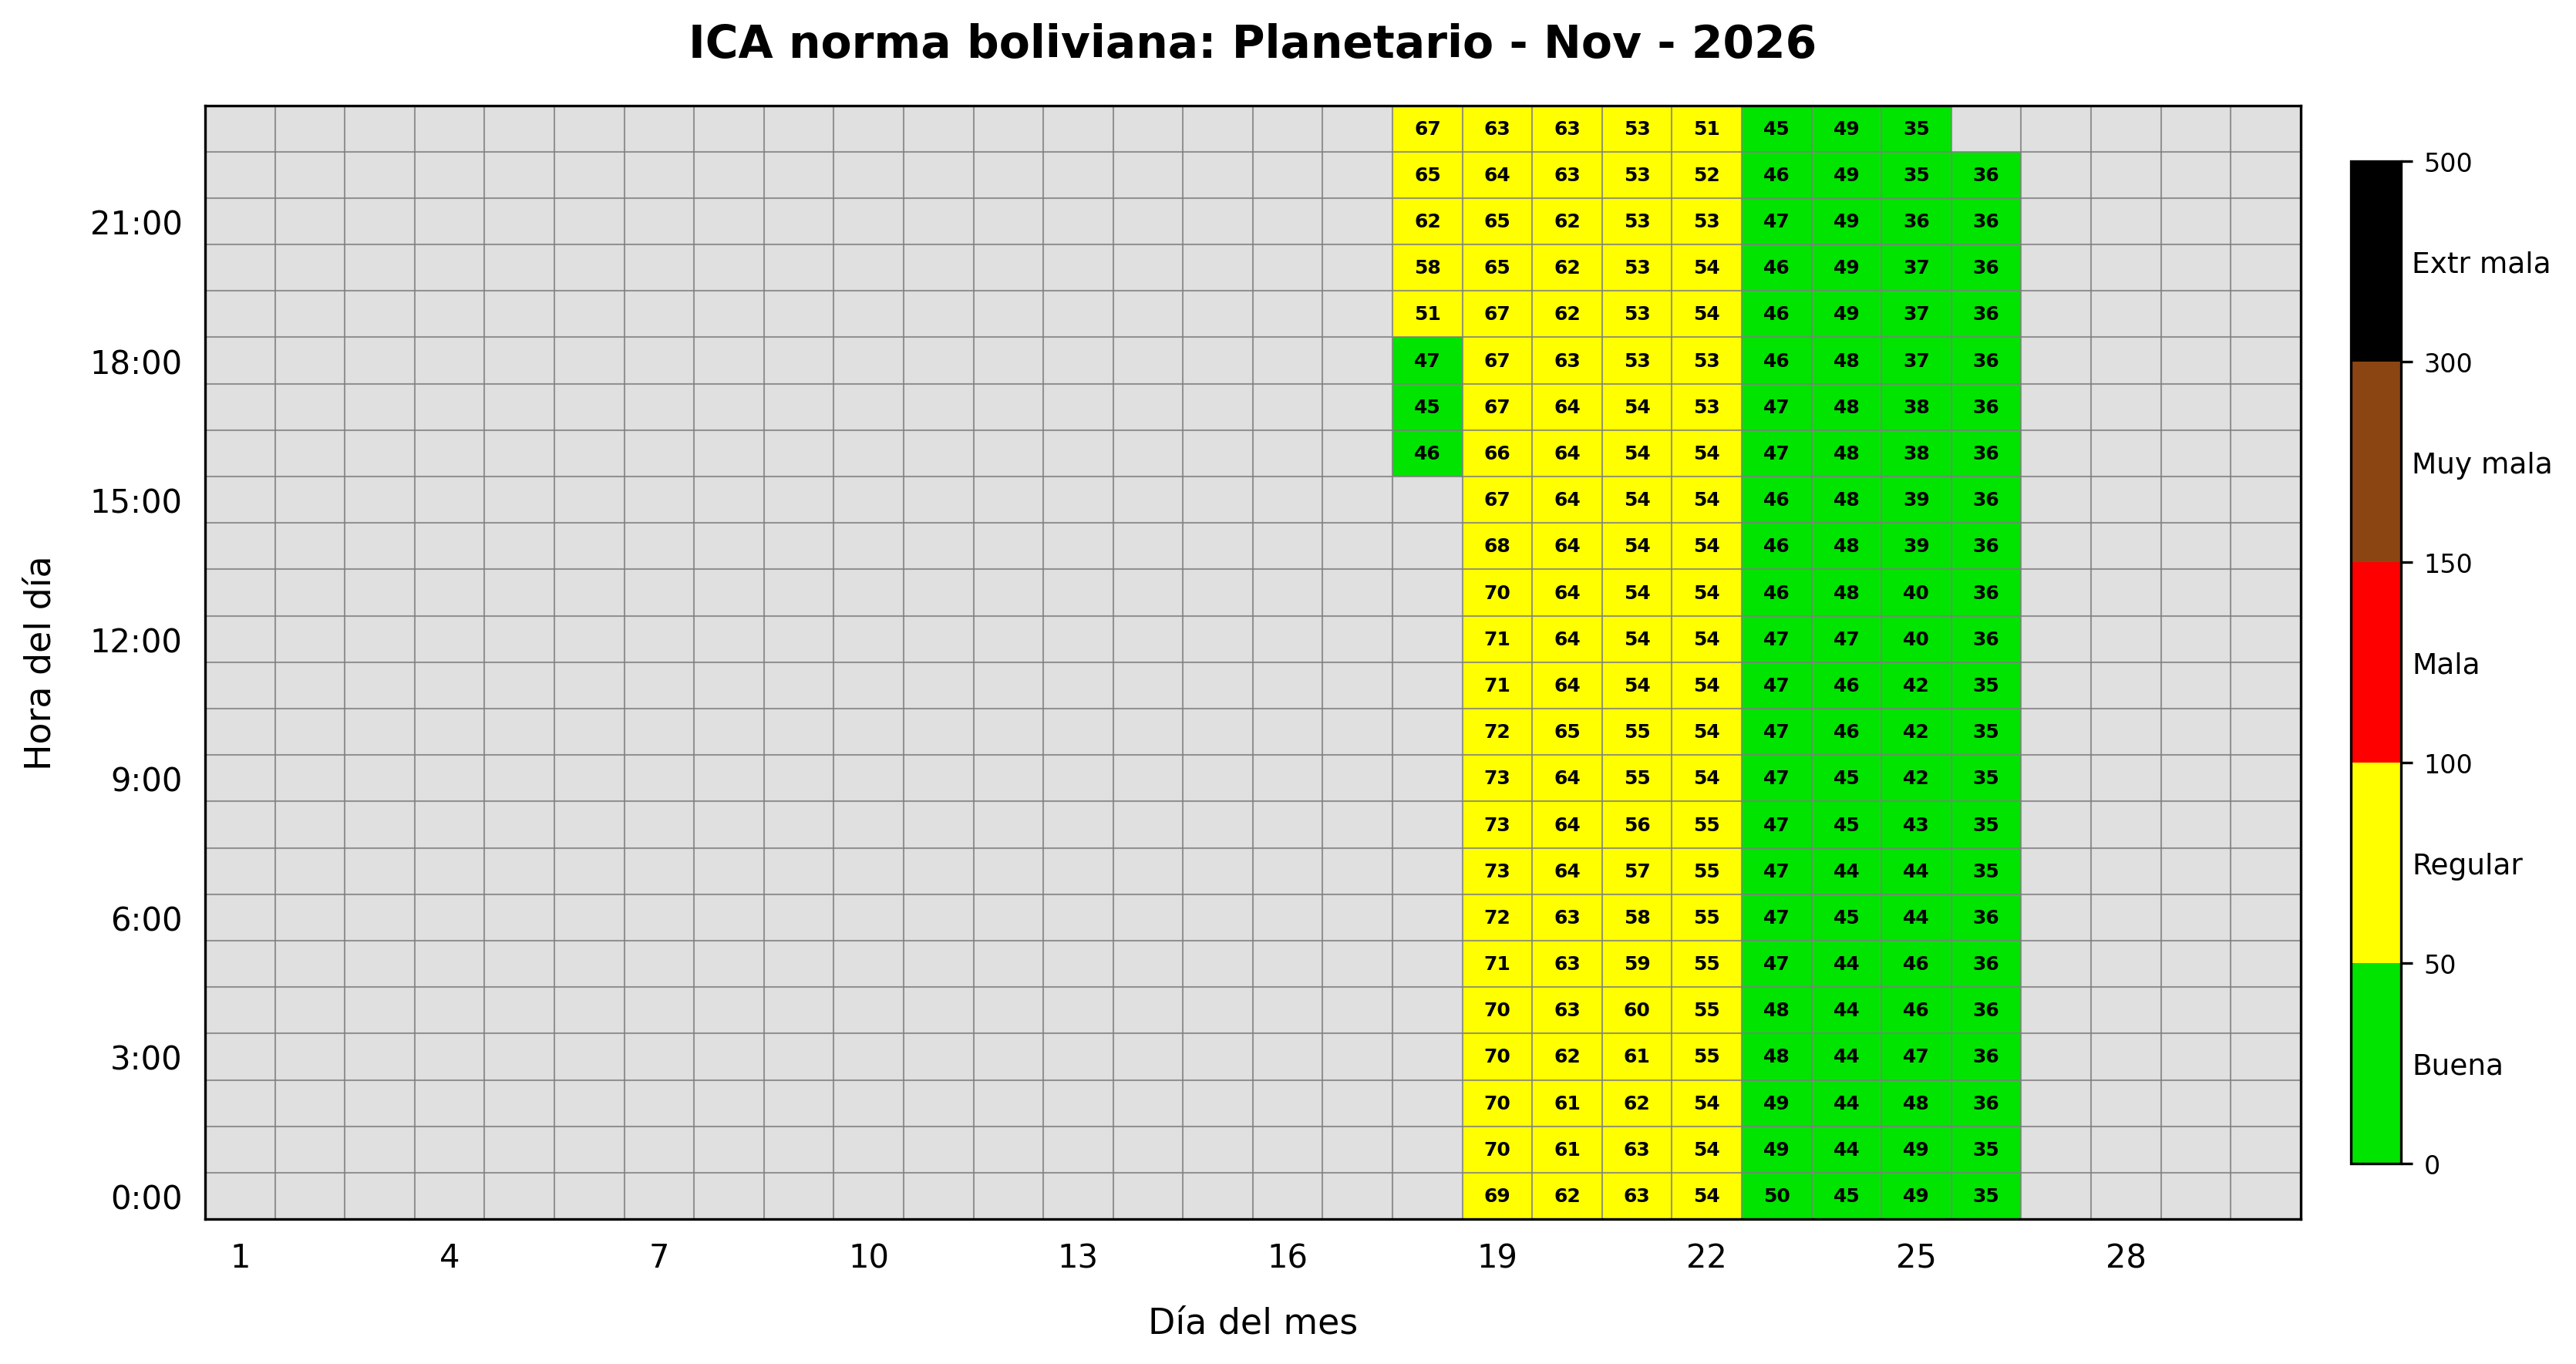 ICA norma boliviana: Planetario - Nov - 2026
67 63 63 53 51 45 49 35
65 64 63 53 52 46 49 35 36
21:00 62 65 62 53 53 47 49 36 36
58 65 62 53 54 46 49 37 36
51 67 62 53 54 46 49 37 36
18:00 47 67 63 53 53 46 48 37 36
45 67 64 54 53 47 48 38 36
46 66 64 54 54 47 48 38 36
15:00 67 64 54 54 46 48 39 36
68 64 54 54 46 48 39 36
70 64 54 54 46 48 40 36
12:00 71 64 54 54 47 47 40 36
71 64 54 54 47 46 42 35
72 65 55 54 47 46 42 35
9:00 73 64 55 54 47 45 42 35
73 64 56 55 47 45 43 35
73 64 57 55 47 44 44 35
6:00 72 63 58 55 47 45 44 36
71 63 59 55 47 44 46 36
70 63 60 55 48 44 46 36
3:00 70 62 61 55 48 44 47 36
70 61 62 54 49 44 48 36
70 61 63 54 49 44 49 35
0:00 69 62 63 54 50 45 49 35
1 4 7 10 13 16 19 22 25 28
Día del mes
Hora del día
500
Extr mala
300
Muy mala
150
Mala
100
Regular
50
Buena
0